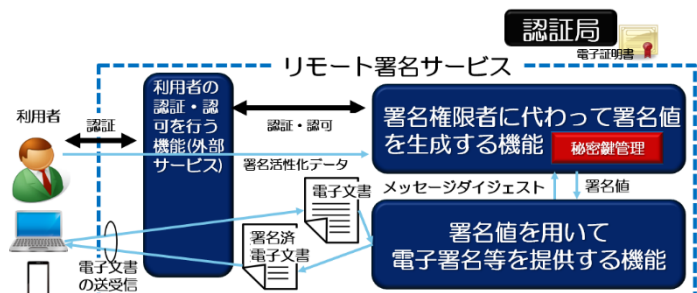 認証局
電子証明書
リモート署名サービス
利用者
認証
利用者の
認証・認
可を行う
機能(外部
サービス)
認証・認可
署名活性化データ
署名権限者に代わって署名値
を生成する機能
秘密鍵管理
電子文書
メッセージダイジェスト
署名値
署名済
電子文書
署名値を用いて
電子署名等を提供する機能
電子文書
の送受信